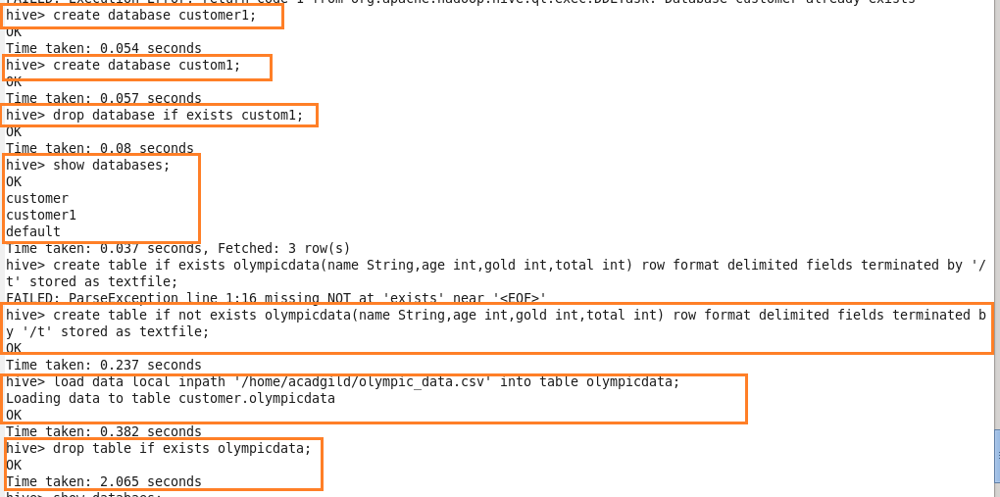 FAILED: Execution Error, return code 1 from org.apache.hadoop.hive.ql.exec.DDLTask. Database customer already exists
hive> create database customer1;
OK
Time taken: 0.054 seconds
hive> create database custom1;
OK
Time taken: 0.057 seconds
hive> drop database if exists custom1;
OK
Time taken: 0.08 seconds
hive> show databases;
OK
customer
customer1
default
Time taken: 0.037 seconds, Fetched: 3 row(s)
hive> create table if exists olympicdata(name String,age int,gold int,total int) row format delimited fields terminated by '/
t' stored as textfile;
FAILED: ParseException line 1:16 missing NOT at 'exists' near '<EOF>'
hive> create table if not exists olympicdata(name String,age int,gold int,total int) row format delimited fields terminated b
y '/t' stored as textfile;
OK
Time taken: 0.237 seconds
hive> load data local inpath '/home/acadgild/olympic_data.csv' into table olympicdata;
Loading data to table customer.olympicdata
OK
Time taken: 0.382 seconds
hive> drop table if exists olympicdata;
OK
Time taken: 2.065 seconds
hive> show databaes;